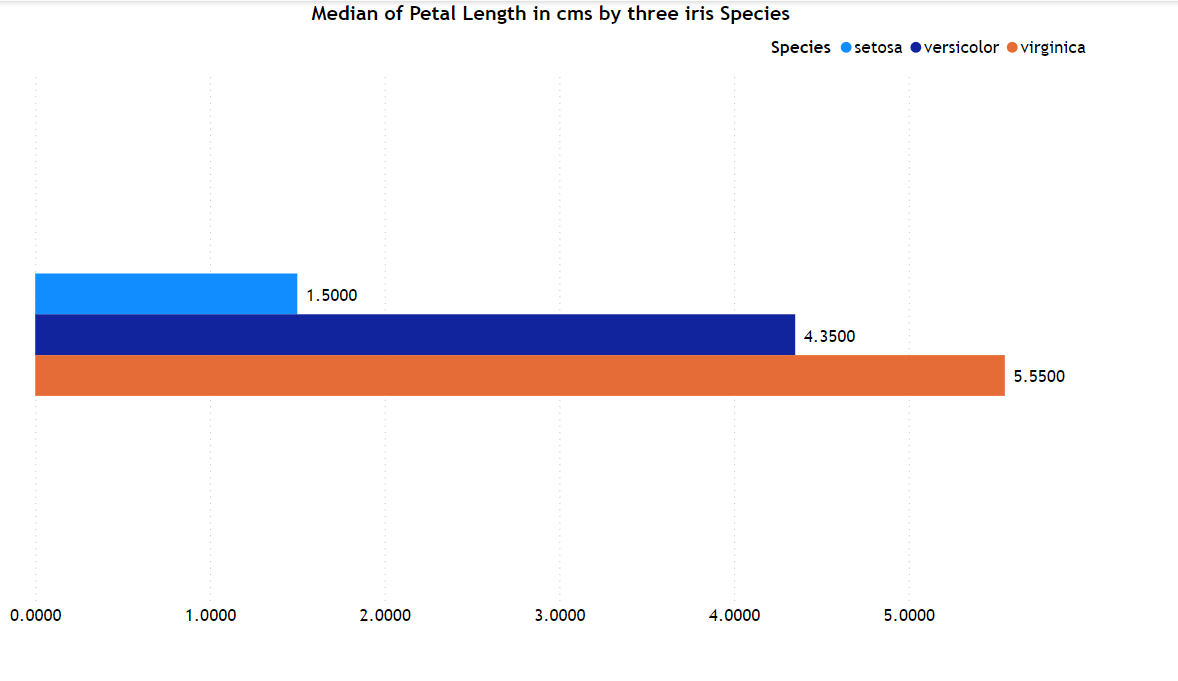 Median of Petal Length in cms by three iris Species
Species setosa versicolor virginica
1.5000
4.3500
5.5500
0.0000 1.0000 2.0000 3.0000 4.0000 5.0000